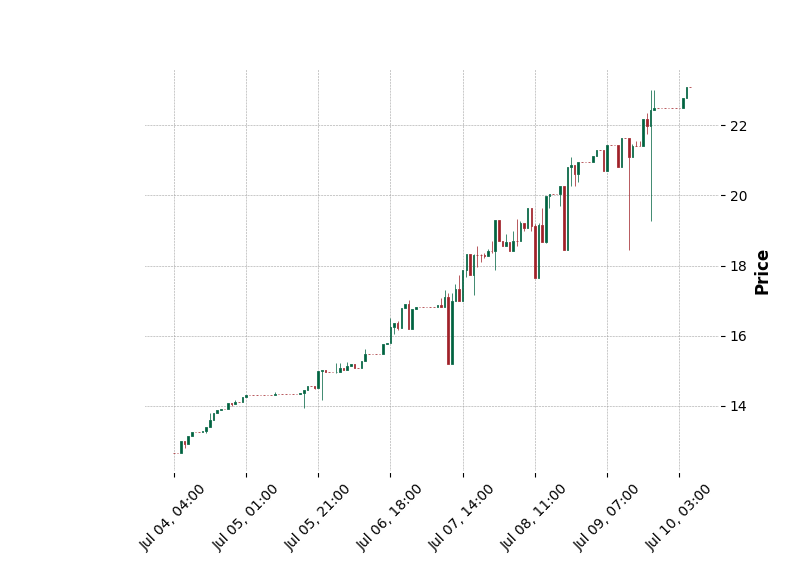 22
20
18
16
14
Price
Jul 04, 04:00
Jul 05, 01:00
Jul 05, 21:00
Jul 06, 18:00
Jul 07, 14:00
Jul 08, 11:00
Jul 09, 07:00
Jul 10, 03:00